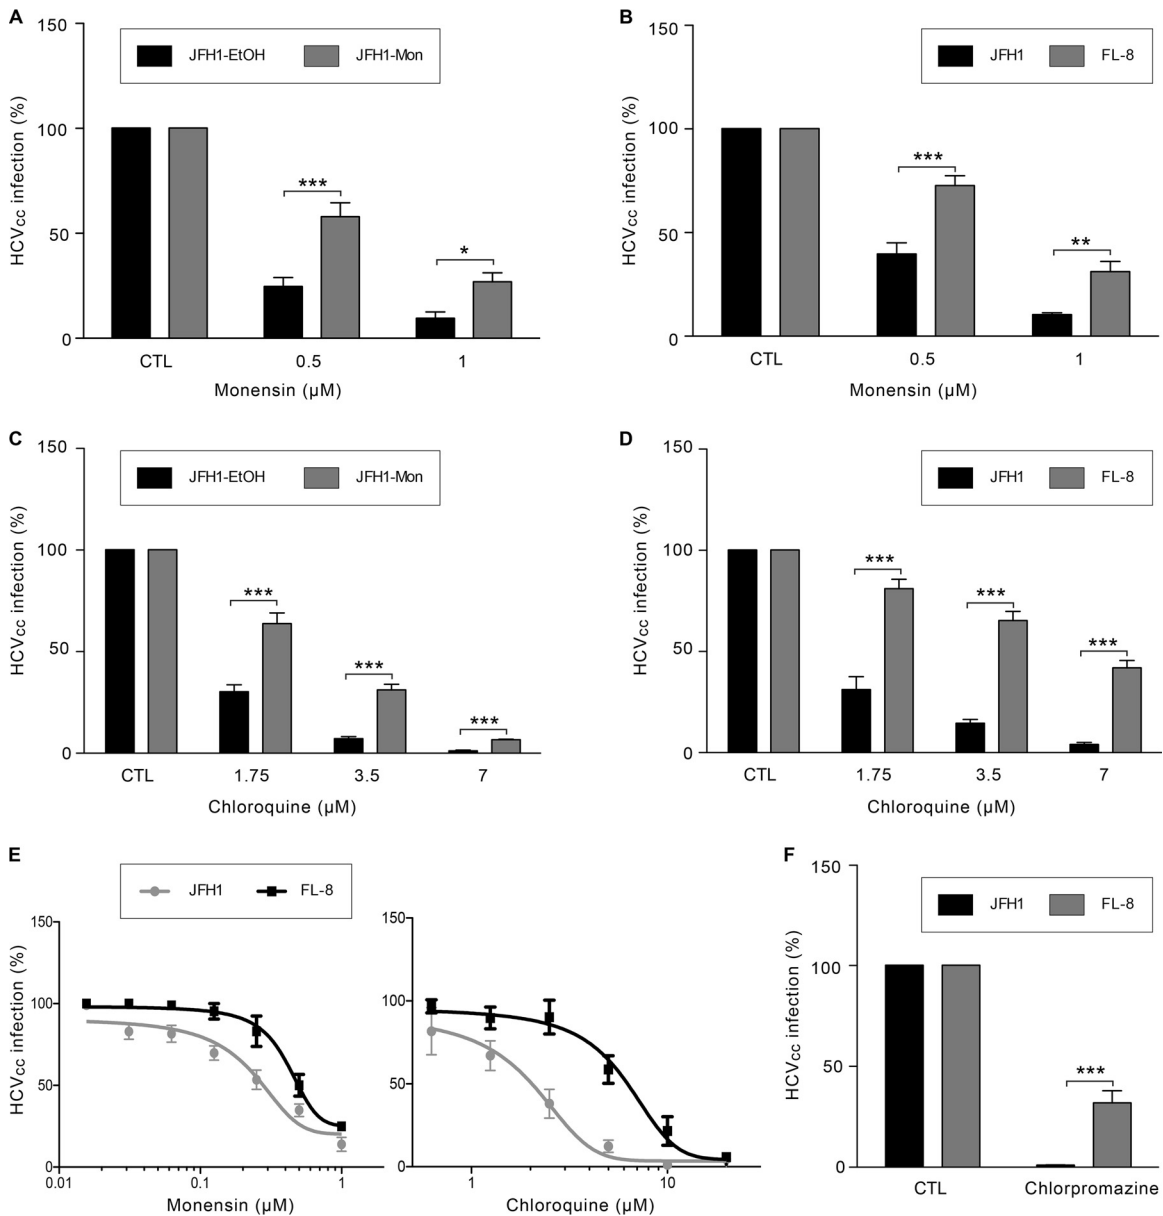 A
HCVcc infection (%)
150
100
50
0
JFH1-EtOH JFH1-Mon
***
*
CTL 0.5 1
Monensin (µM)
B
HCVcc infection (%)
150
100
50
0
JFH1 FL-8
***
**
CTL 0.5 1
Monensin (µM)
C
HCVcc infection (%)
150
100
50
0
JFH1-EtOH JFH1-Mon
***
***
***
CTL 1.75 3.5 7
Chloroquine (µM)
D
HCVcc infection (%)
150
100
50
0
JFH1 FL-8
***
***
***
CTL 1.75 3.5 7
Chloroquine (µM)
E
JFH1 FL-8
HCVcc infection (%)
150
100
50
0
0.01 0.1 1
Monensin (µM)
150
100
50
0
1 10
Chloroquine (µM)
F
HCVcc infection (%)
150
100
50
0
JFH1 FL-8
***
CTL Chlorpromazine